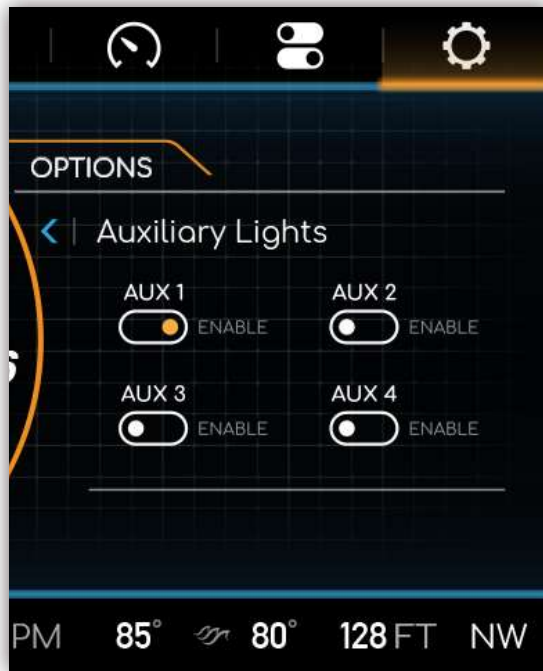 OPTIONS
Auxiliary Lights
AUX 1 AUX 2
ENABLE ENABLE
AUX 3 AUX 4
ENABLE ENABLE
PM 85° 80° 128 FT NW